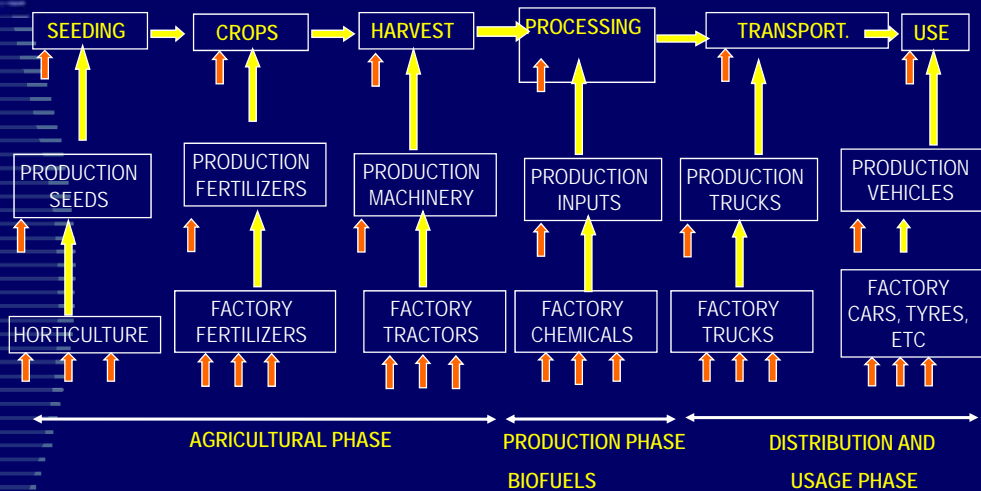 SEEDING
CROPS
HARVEST
PROCESSING
TRANSPORT.
USE
PRODUCTION
SEEDS
PRODUCTION
FERTILIZERS
PRODUCTION
MACHINERY
PRODUCTION
INPUTS
PRODUCTION
TRUCKS
PRODUCTION
VEHICLES
HORTICULTURE
FACTORY
FERTILIZERS
FACTORY
TRACTORS
FACTORY
CHEMICALS
FACTORY
TRUCKS
FACTORY
CARS, TYRES,
ETC
AGRICULTURAL PHASE
PRODUCTION PHASE
BIOFUELS
DISTRIBUTION AND
USAGE PHASE